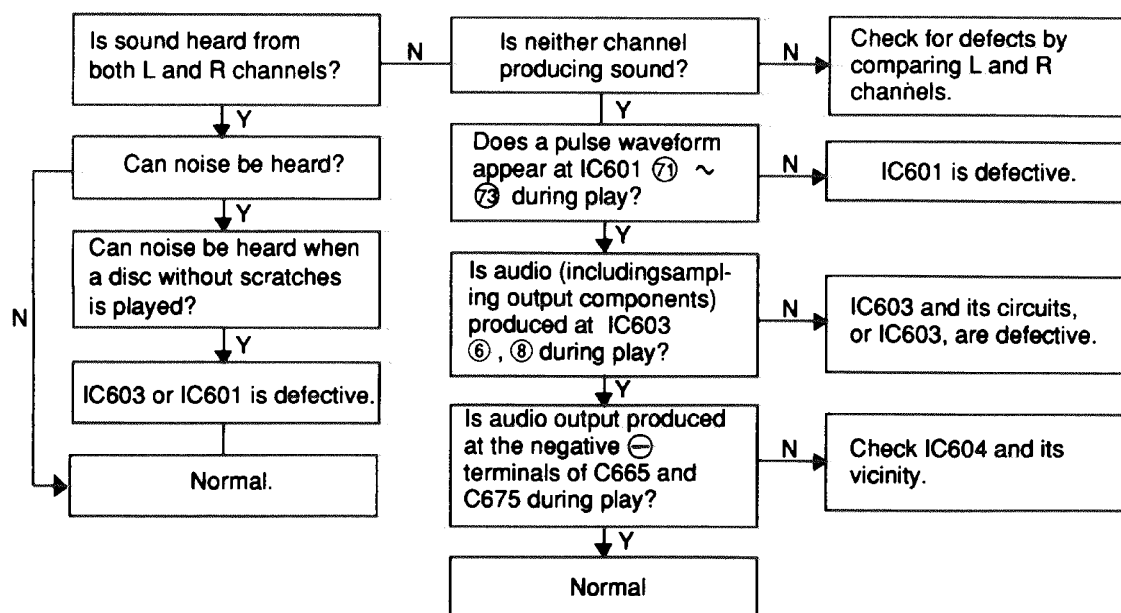 Is sound heard from
both L and R channels?
N
Is neither channel
producing sound?
N
Check for defects by
comparing L and R
channels.
Y
Y
Can noise be heard?
Does a pulse waveform
appear at IC601 ㉛ ~
㉝ during play?
N
IC601 is defective.
Y
Y
Can noise be heard when
a disc without scratches
is played?
N
Is audio (includingsampl-
ing output components)
produced at IC603
⑥ , ⑧ during play?
N
IC603 and its circuits,
or IC603, are defective.
Y
Y
IC603 or IC601 is defective.
Is audio output produced
at the negative ⊖
terminals of C665 and
C675 during play?
N
Check IC604 and its
vicinity.
Normal.
Y
Normal